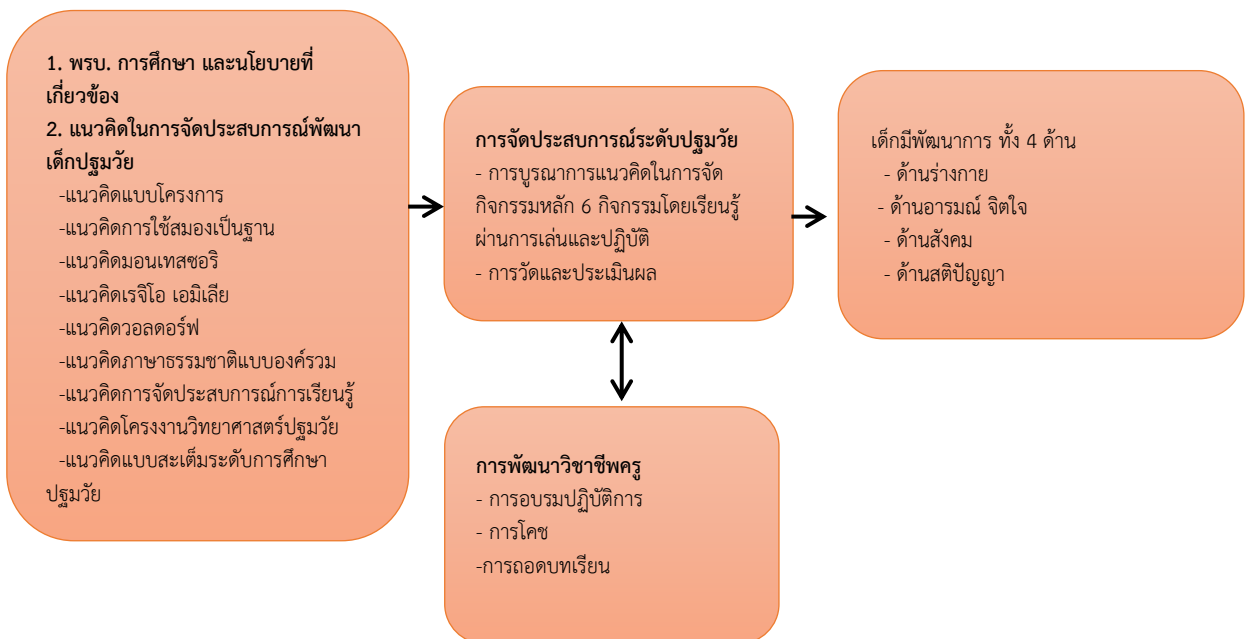 1. พรบ. การศึกษา และนโยบายที่
เกี่ยวข้อง
2. แนวคิดในการจัดประสบการณ์พัฒนา
เด็กปฐมวัย
-แนวคิดแบบโครงการ
-แนวคิดการใช้สมองเป็นฐาน
-แนวคิดมอนเทสซอริ
-แนวคิดเรจิโอ เอมิเลีย
-แนวคิดวอลดอร์ฟ
-แนวคิดภาษาธรรมชาติแบบองค์รวม
-แนวคิดการจัดประสบการณ์การเรียนรู้
-แนวคิดโครงงานวิทยาศาสตร์ปฐมวัย
-แนวคิดแบบสะเต็มระดับการศึกษา
ปฐมวัย
การจัดประสบการณ์ระดับปฐมวัย
- การบูรณาการแนวคิดในการจัด
กิจกรรมหลัก 6 กิจกรรมโดยเรียนรู้
ผ่านการเล่นและปฏิบัติ
- การวัดและประเมินผล
เด็กมีพัฒนาการ ทั้ง 4 ด้าน
- ด้านร่างกาย
- ด้านอารมณ์ จิตใจ
- ด้านสังคม
- ด้านสติปัญญา
การพัฒนาวิชาชีพครู
- การอบรมปฏิบัติการ
- การโคช
-การถอดบทเรียน